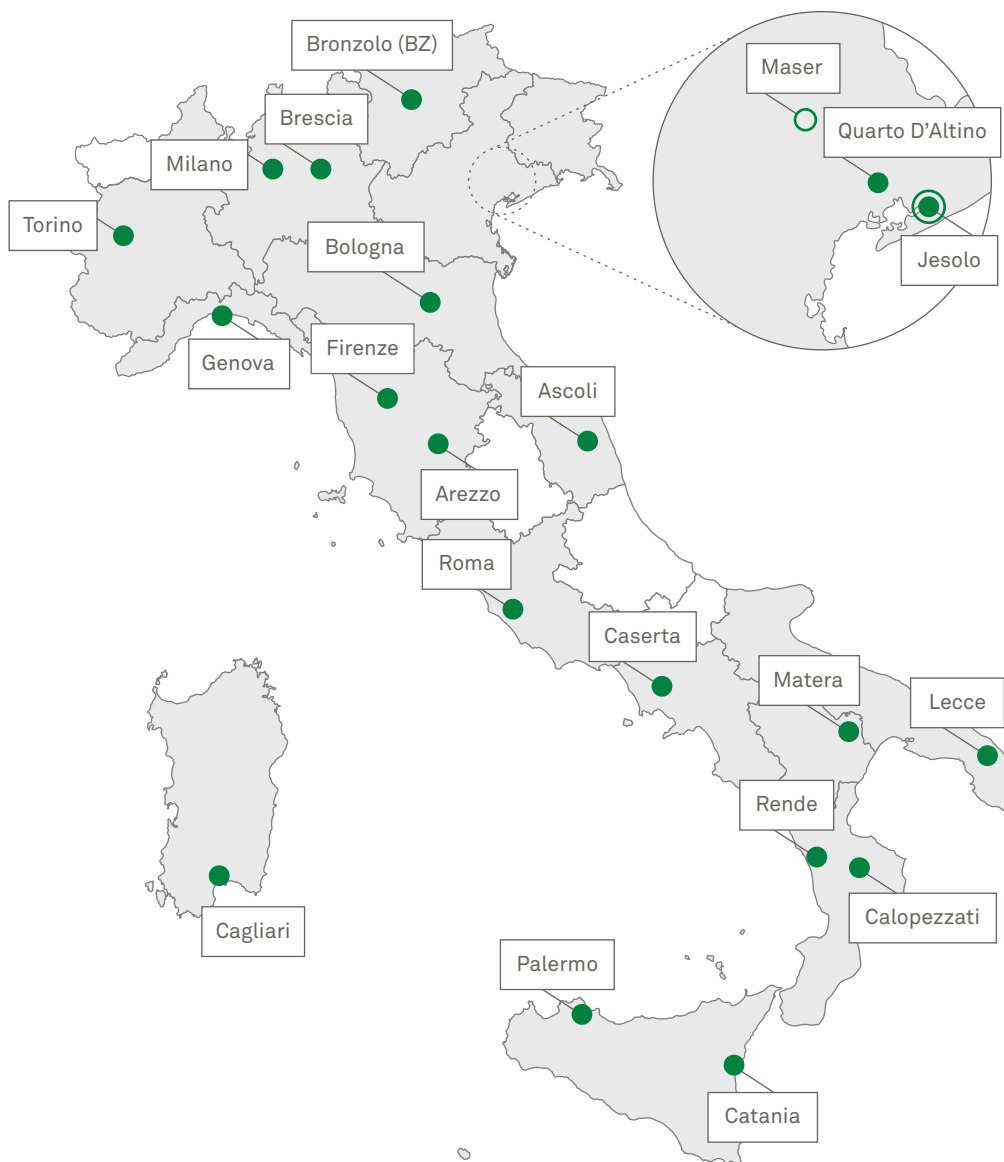 Bronzolo (BZ)
Maser
Brescia
Quarto D'Altino
Milano
Torino
Bologna
Jesolo
Firenze
Genova
Ascoli
Arezzo
Roma
Caserta
Matera
Lecce
Rende
Calopezzati
Cagliari
Palermo
Catania